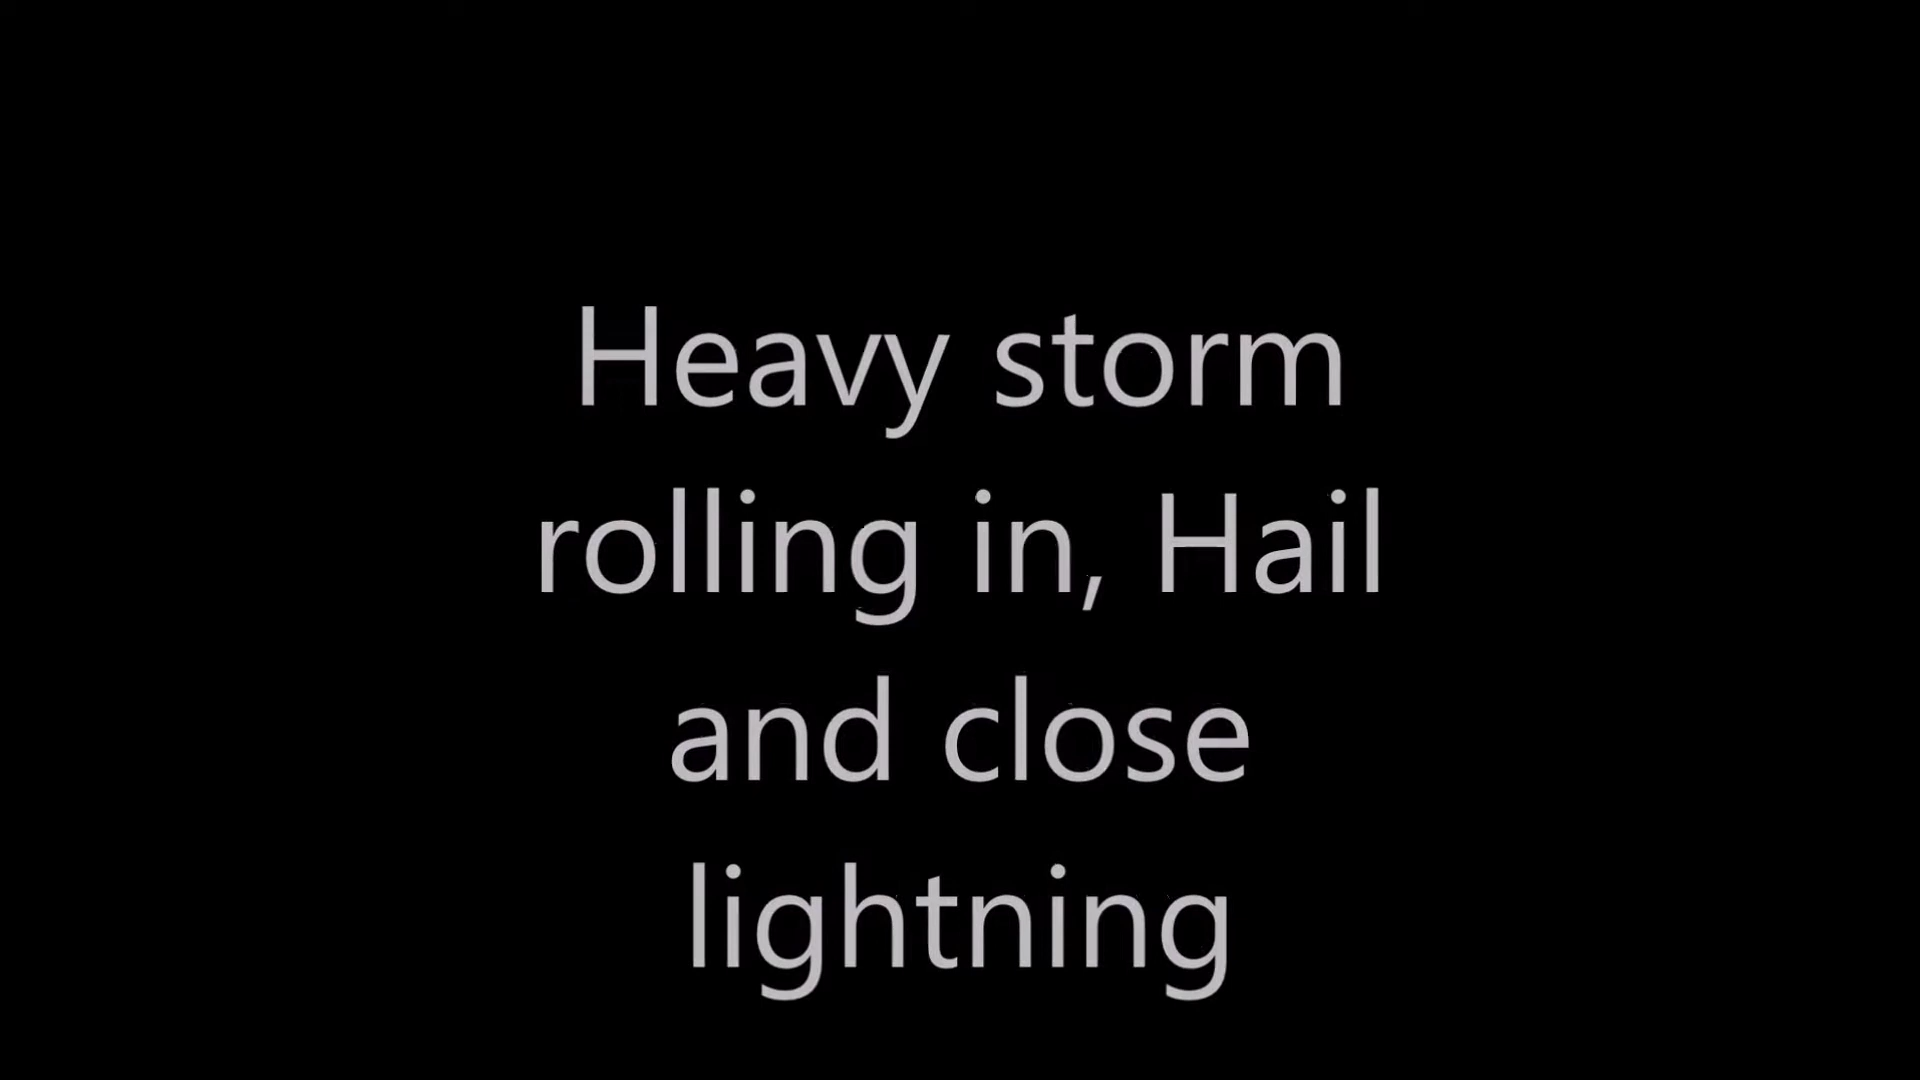 Heavy storm
rolling in, Hail
and close
lightning